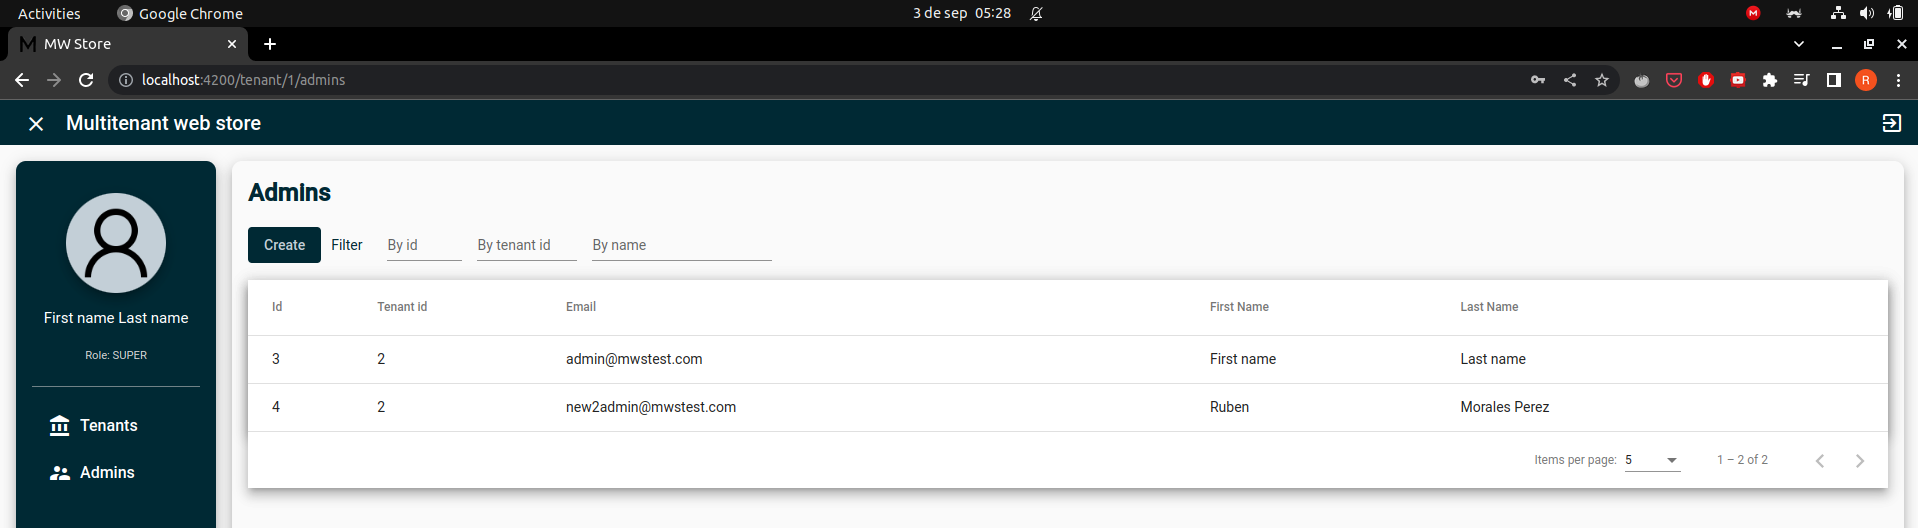 Activities Google Chrome 3 de sep 05:28
MW Store
localhost:4200/tenant/1/admins R
Multitenant web store
First name Last name
Role: SUPER
Tenants
Admins
Admins
Create Filter By id By tenant id By name
Id Tenant id Email First Name Last Name
3 2 admin@mwstest.com First name Last name
4 2 new2admin@mwstest.com Ruben Morales Perez
Items per page: 5 1 – 2 of 2